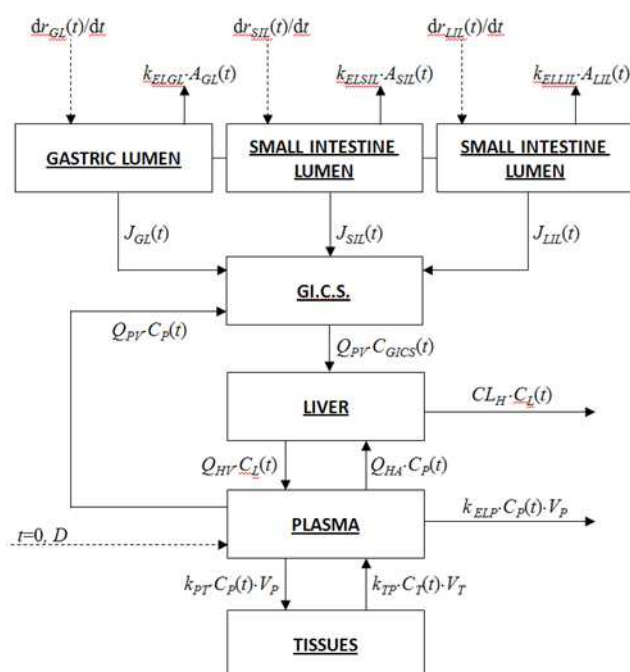 dr_GL(t)/dt dr_SIL(t)/dt dr_LIL(t)/dt
k_ELGL·A_GL(t) k_ELSIL·A_SIL(t) k_ELLIL·A_LIL(t)
GASTRIC LUMEN
SMALL INTESTINE
LUMEN
SMALL INTESTINE
LUMEN
J_GL(t) J_SIL(t) J_LIL(t)
GI.C.S.
Q_PV·C_P(t)
Q_PV·C_GICS(t)
LIVER
CL_H·C_L(t)
Q_HV·C_L(t) Q_HA·C_P(t)
PLASMA
k_ELP·C_P(t)·V_P
t=0, D
k_PT·C_P(t)·V_P k_TP·C_T(t)·V_T
TISSUES